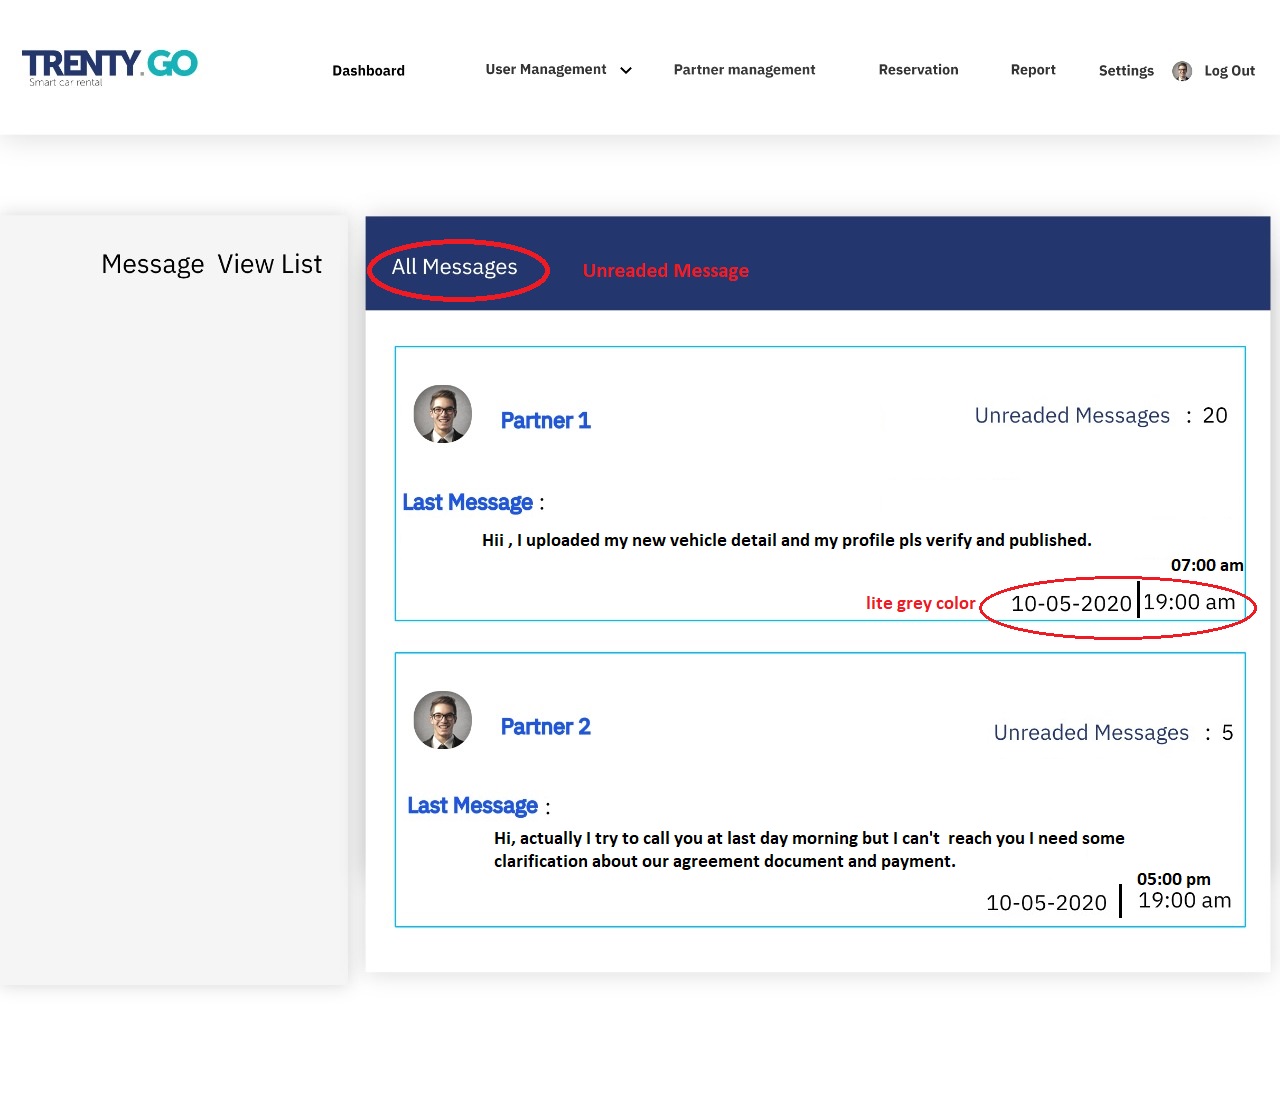 TRENTY.GO
Smart car rental
Dashboard User Management Partner management Reservation Report Settings Log Out
Message View List
All Messages Unreaded Message
Partner 1 Unreaded Messages : 20
Last Message :
Hii , I uploaded my new vehicle detail and my profile pls verify and published.
07:00 am
lite grey color 10-05-2020 19:00 am
Partner 2 Unreaded Messages : 5
Last Message :
Hi, actually I try to call you at last day morning but I can't reach you I need some
clarification about our agreement document and payment.
05:00 pm
10-05-2020 19:00 am